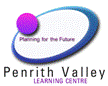 Planning for the Future
Penrith Valley
LEARNING CENTRE